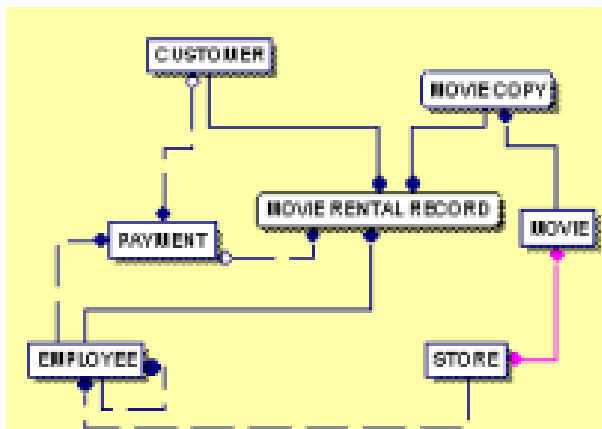 CUSTOMER
MOVIE COPY
MOVIE RENTAL RECORD
PAYMENT
MOVIE
EMPLOYEE
STORE